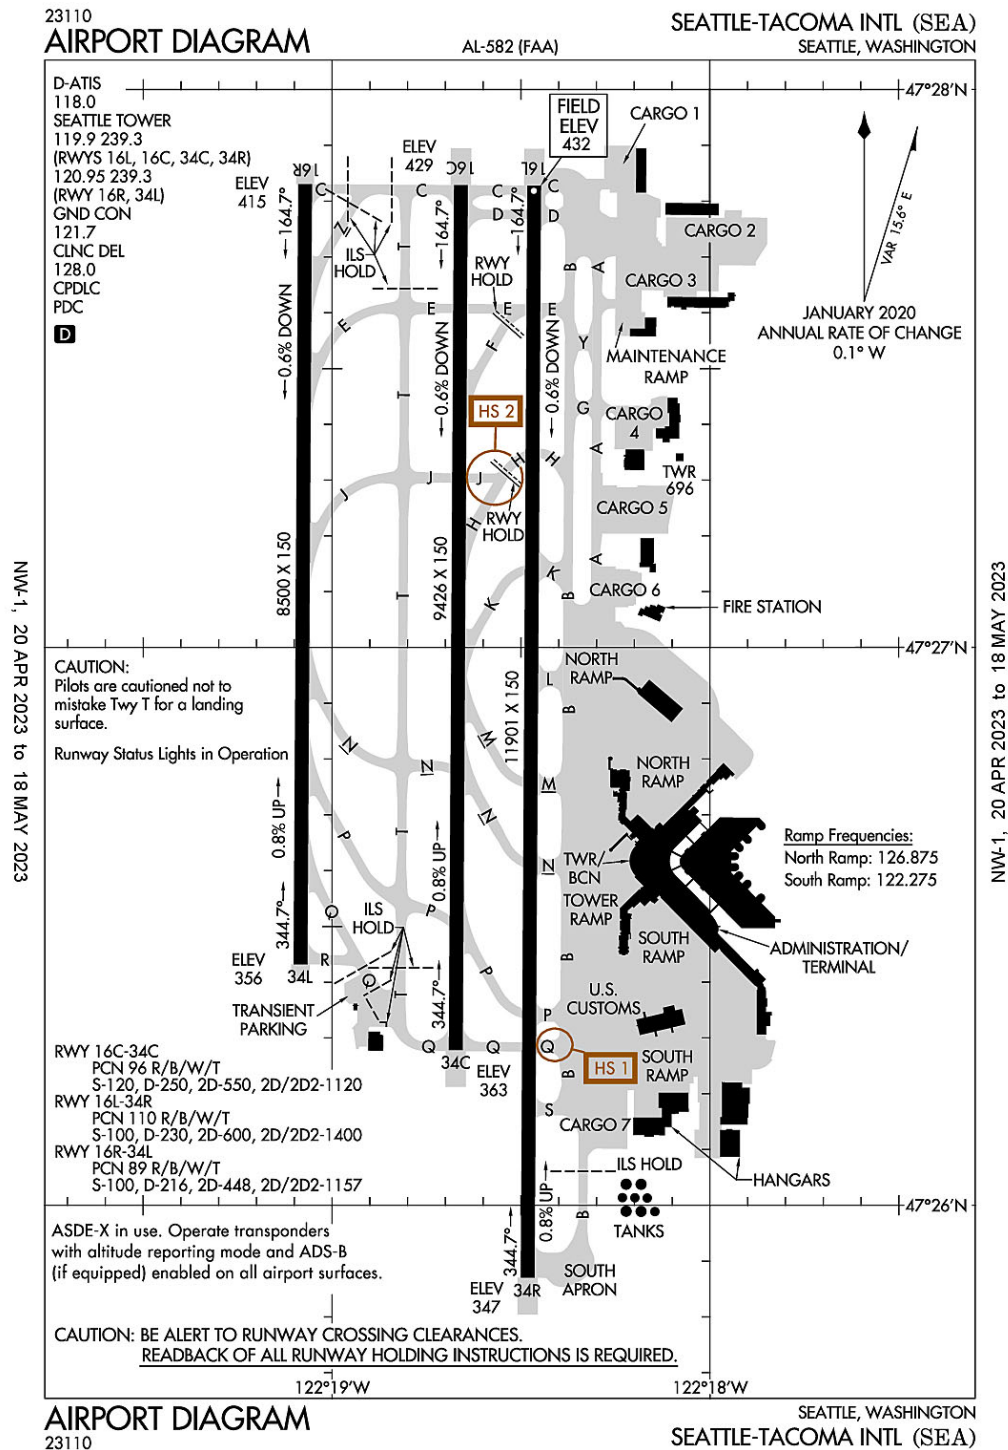 23110
AIRPORT DIAGRAM
AL-582 (FAA)
SEATTLE-TACOMA INTL (SEA)
SEATTLE, WASHINGTON
D-ATIS
118.0
SEATTLE TOWER
119.9 239.3
(RWYS 16L, 16C, 34C, 34R)
120.95 239.3
(RWY 16R, 34L)
GND CON
121.7
CLNC DEL
128.0
CPDLC
PDC
D
47°28'N
FIELD
ELEV
432
CARGO 1
ELEV
429
ELEV
415
16R
16C
16L
C
C
C
C
D
D
164.7°
164.7°
164.7°
Z
ILS
HOLD
T
RWY
HOLD
B
A
CARGO 2
CARGO 3
VAR 15.6° E
JANUARY 2020
ANNUAL RATE OF CHANGE
0.1° W
0.6% DOWN
0.6% DOWN
0.6% DOWN
E
E
E
E
F
Y
MAINTENANCE
RAMP
T
HS 2
G
CARGO
4
H
H
A
TWR
696
J
J
J
RWY
HOLD
H
CARGO 5
8500 X 150
9426 X 150
A
K
K
B
T
CARGO 6
FIRE STATION
47°27'N
CAUTION:
Pilots are cautioned not to
mistake Twy T for a landing
surface.
Runway Status Lights in Operation
11901 X 150
NORTH
RAMP
L
B
M
N
N
M
N
NORTH
RAMP
0.8% UP
0.8% UP
P
T
N
TWR/
BCN
TOWER
RAMP
SOUTH
RAMP
Ramp Frequencies:
North Ramp: 126.875
South Ramp: 122.275
ADMINISTRATION/
TERMINAL
344.7°
Q
ILS
HOLD
P
ELEV
356
34L
R
Q
P
B
U.S.
CUSTOMS
344.7°
T
TRANSIENT
PARKING
P
Q
Q
Q
HS 1
SOUTH
RAMP
34C
ELEV
363
B
S
CARGO 7
RWY 16C-34C
PCN 96 R/B/W/T
S-120, D-250, 2D-550, 2D/2D2-1120
RWY 16L-34R
PCN 110 R/B/W/T
S-100, D-230, 2D-600, 2D/2D2-1400
RWY 16R-34L
PCN 89 R/B/W/T
S-100, D-216, 2D-448, 2D/2D2-1157
ILS HOLD
HANGARS
TANKS
0.8% UP
B
47°26'N
344.7°
ASDE-X in use. Operate transponders
with altitude reporting mode and ADS-B
(if equipped) enabled on all airport surfaces.
ELEV
347
34R
SOUTH
APRON
CAUTION: BE ALERT TO RUNWAY CROSSING CLEARANCES.
READBACK OF ALL RUNWAY HOLDING INSTRUCTIONS IS REQUIRED.
122°19'W
122°18'W
NW-1, 20 APR 2023 to 18 MAY 2023
NW-1, 20 APR 2023 to 18 MAY 2023
AIRPORT DIAGRAM
23110
SEATTLE, WASHINGTON
SEATTLE-TACOMA INTL (SEA)